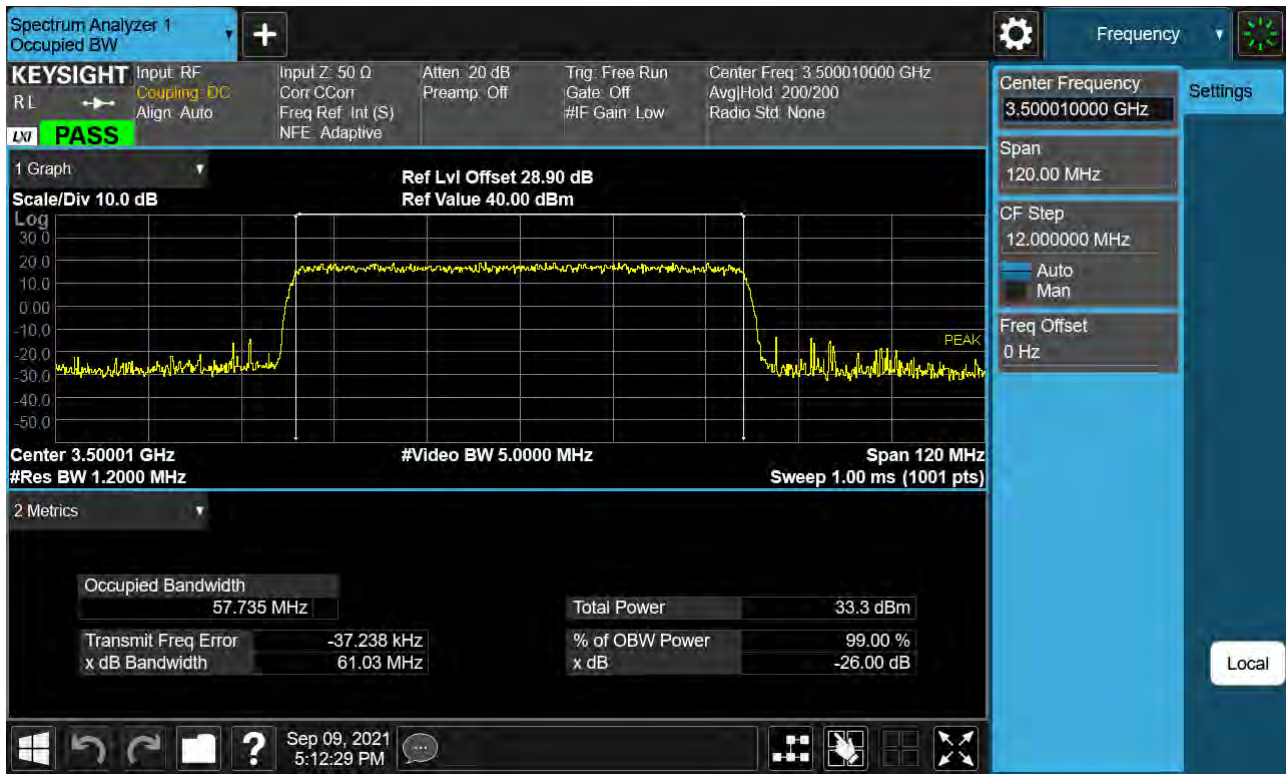 Spectrum Analyzer 1
Occupied BW
Frequency
KEYSIGHT
RL
LXI
PASS
Input: RF
Coupling: DC
Align: Auto
Input Z: 50 Ω
Corr CCorr
Freq Ref: Int (S)
NFE: Adaptive
Atten: 20 dB
Preamp: Off
Trig: Free Run
Gate: Off
#IF Gain: Low
Center Freq: 3.500010000 GHz
Avg|Hold: 200/200
Radio Std: None
Center Frequency
3.500010000 GHz
Settings
Span
120.00 MHz
CF Step
12.000000 MHz
Auto
Man
Freq Offset
0 Hz
Local
1 Graph
Scale/Div 10.0 dB
Ref Lvl Offset 28.90 dB
Ref Value 40.00 dBm
Log
30.0
20.0
10.0
0.00
-10.0
-20.0
-30.0
-40.0
-50.0
PEAK
Center 3.50001 GHz
#Video BW 5.0000 MHz
Span 120 MHz
#Res BW 1.2000 MHz
Sweep 1.00 ms (1001 pts)
2 Metrics
Occupied Bandwidth
57.735 MHz
Total Power 33.3 dBm
Transmit Freq Error -37.238 kHz
% of OBW Power 99.00 %
x dB Bandwidth 61.03 MHz
x dB -26.00 dB
?
Sep 09, 2021
5:12:29 PM